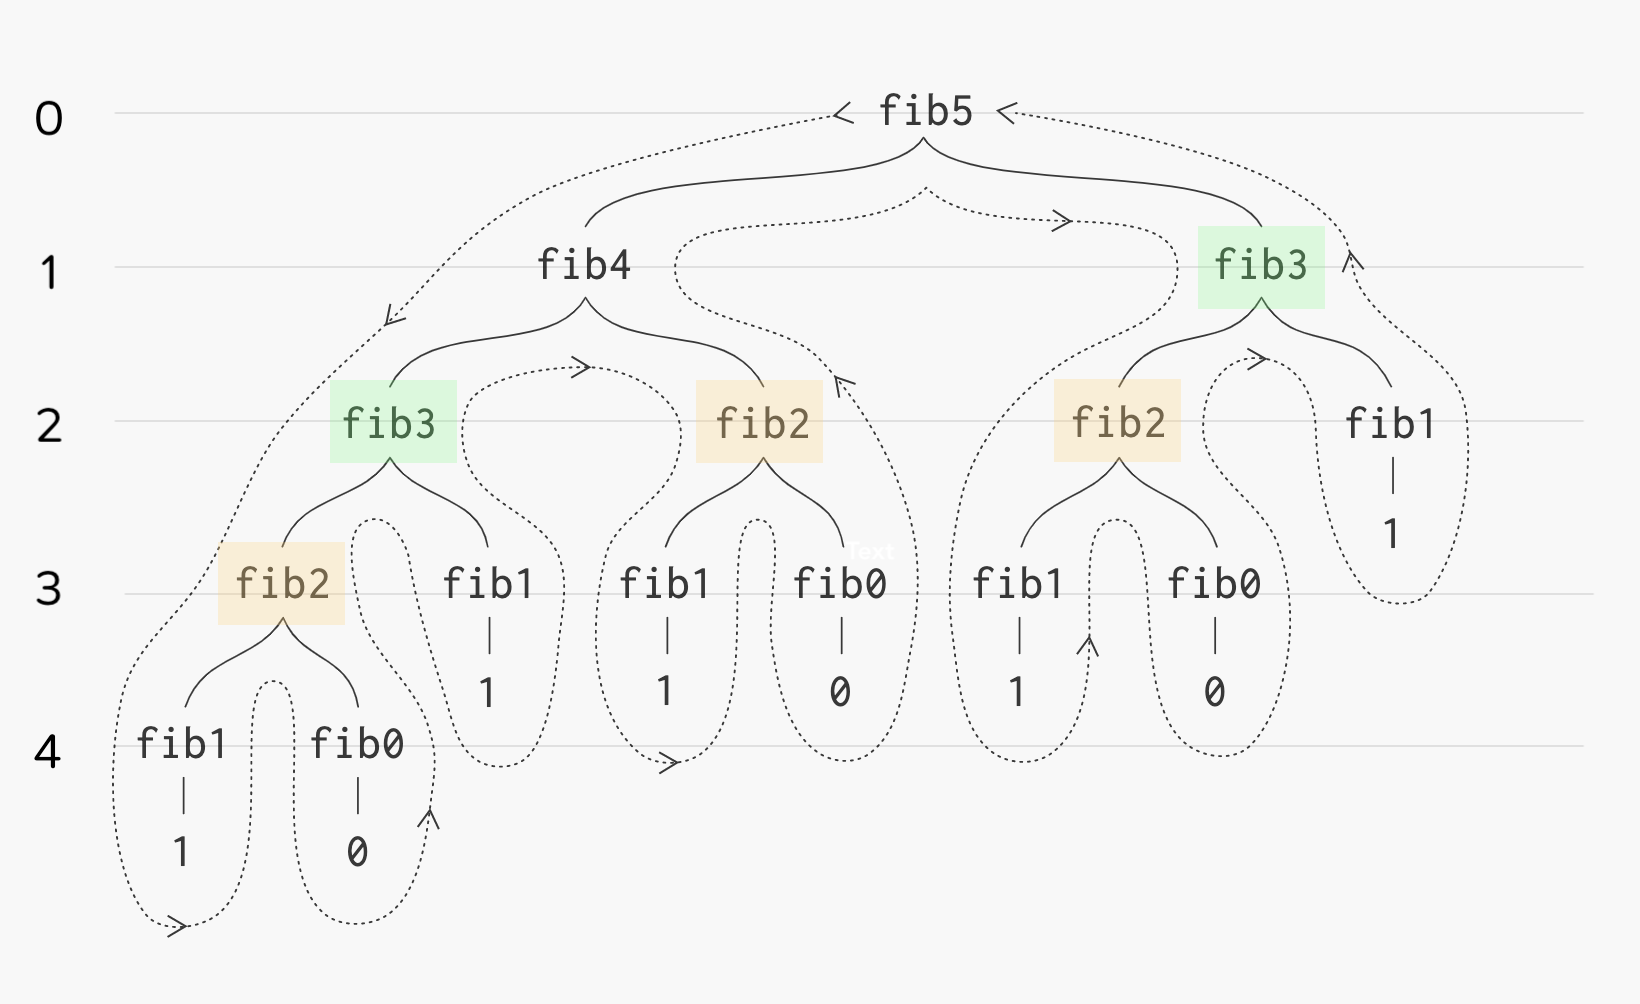 0 fib5
1 fib4 fib3
2 fib3 fib2 fib2 fib1
1
Text
3 fib2 fib1 fib1 fib0 fib1 fib0
1 1 0 1 0
4 fib1 fib0
1 0